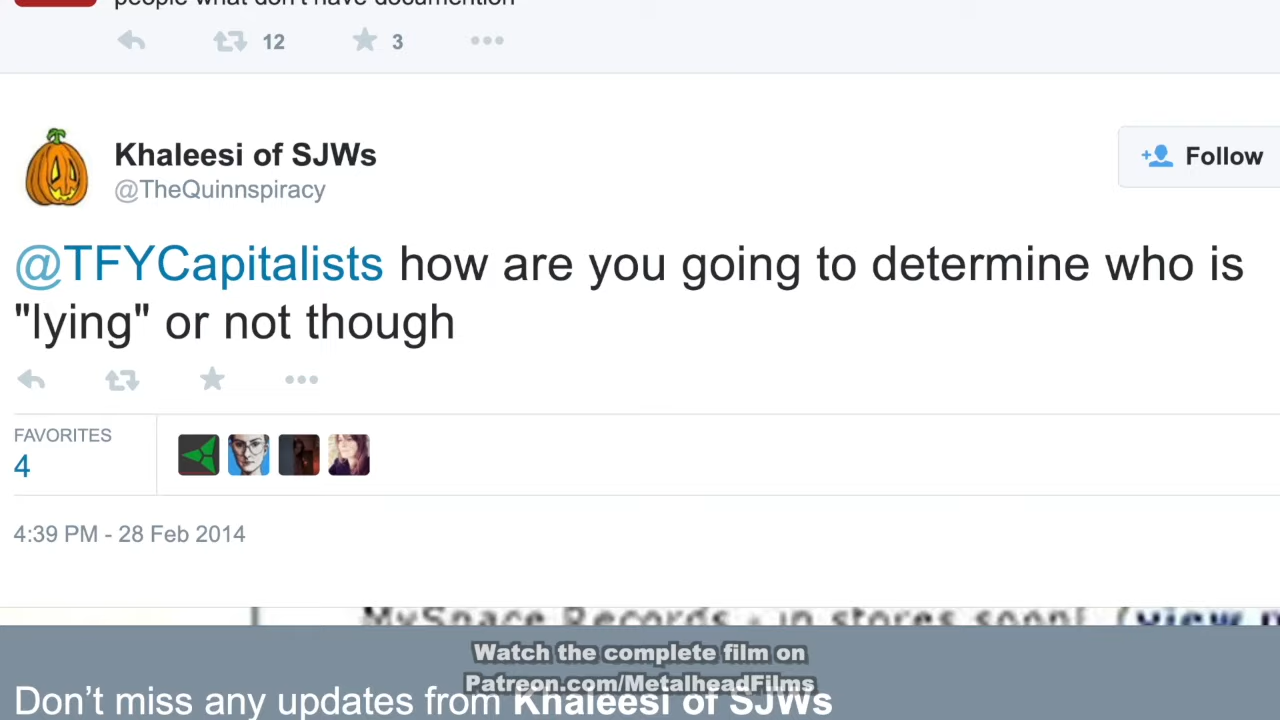 people what don't have documention
12 3
Khaleesi of SJWs
@TheQuinnspiracy
Follow
@TFYCapitalists how are you going to determine who is
"lying" or not though
FAVORITES
4
4:39 PM - 28 Feb 2014
MySpace Records - in stores soon! (view
Watch the complete film on
Patreon.com/MetalheadFilms
Don't miss any updates from Khaleesi of SJWs